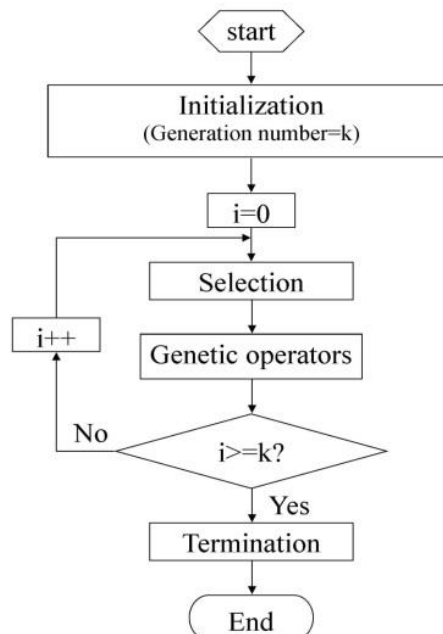 start
Initialization
(Generation number=k)
i=0
Selection
i++
Genetic operators
No
i>=k?
Yes
Termination
End